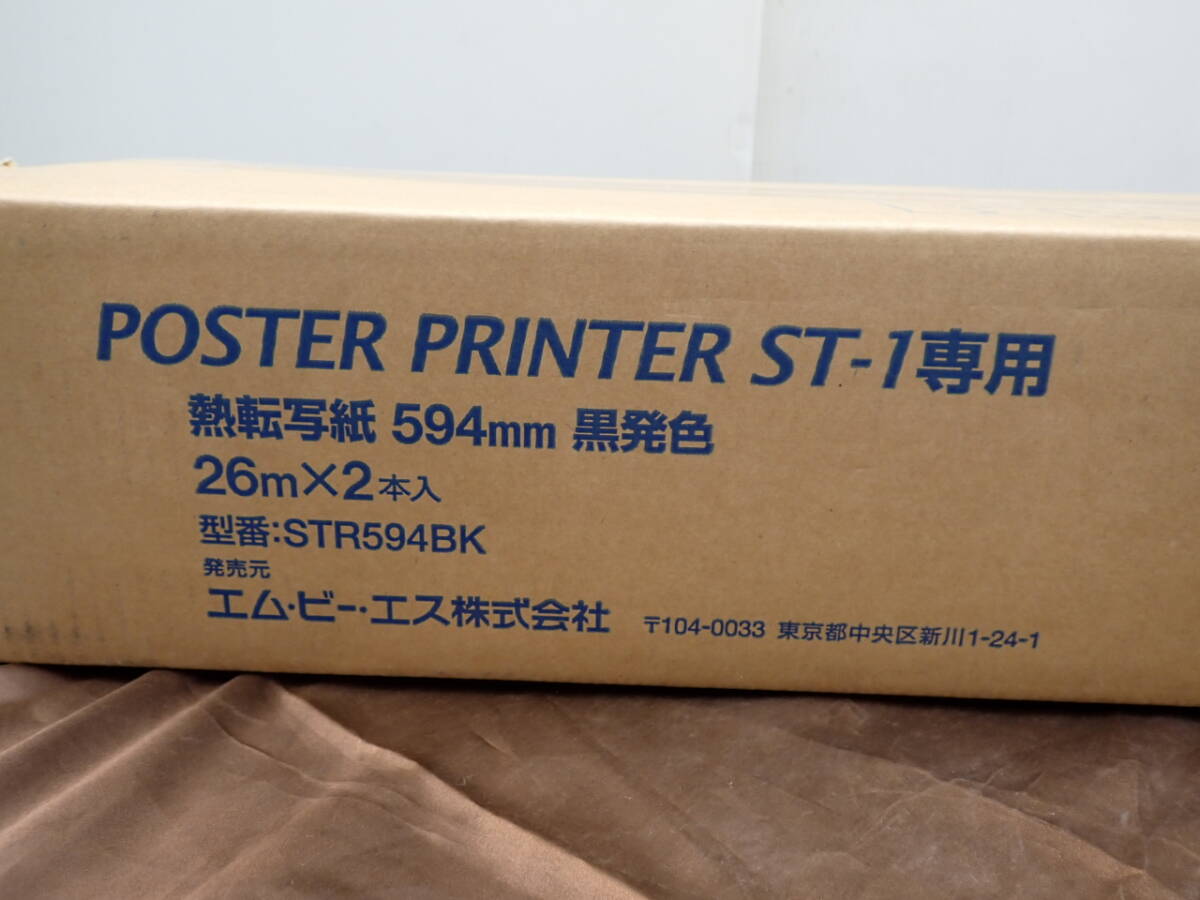 POSTER PRINTER ST-1専用
熱転写紙 594mm 黒発色
26m×2本入
型番:STR594BK
発売元
エム・ビー・エス株式会社 〒104-0033 東京都中央区新川1-24-1